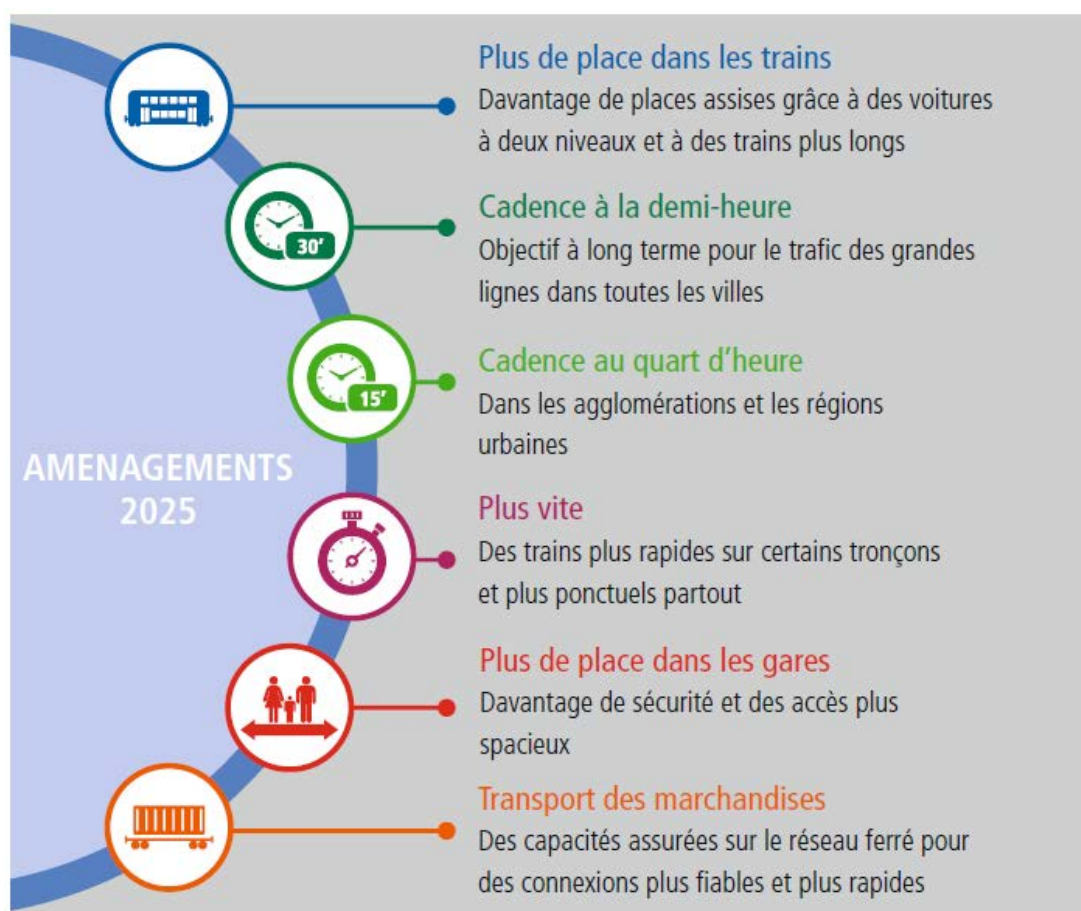 Plus de place dans les trains
Davantage de places assises grâce à des voitures
à deux niveaux et à des trains plus longs
Cadence à la demi-heure
30'
Objectif à long terme pour le trafic des grandes
lignes dans toutes les villes
Cadence au quart d'heure
15'
Dans les agglomérations et les régions
urbaines
AMENAGEMENTS
2025
Plus vite
Des trains plus rapides sur certains tronçons
et plus ponctuels partout
Plus de place dans les gares
Davantage de sécurité et des accès plus
spacieux
Transport des marchandises
Des capacités assurées sur le réseau ferré pour
des connexions plus fiables et plus rapides